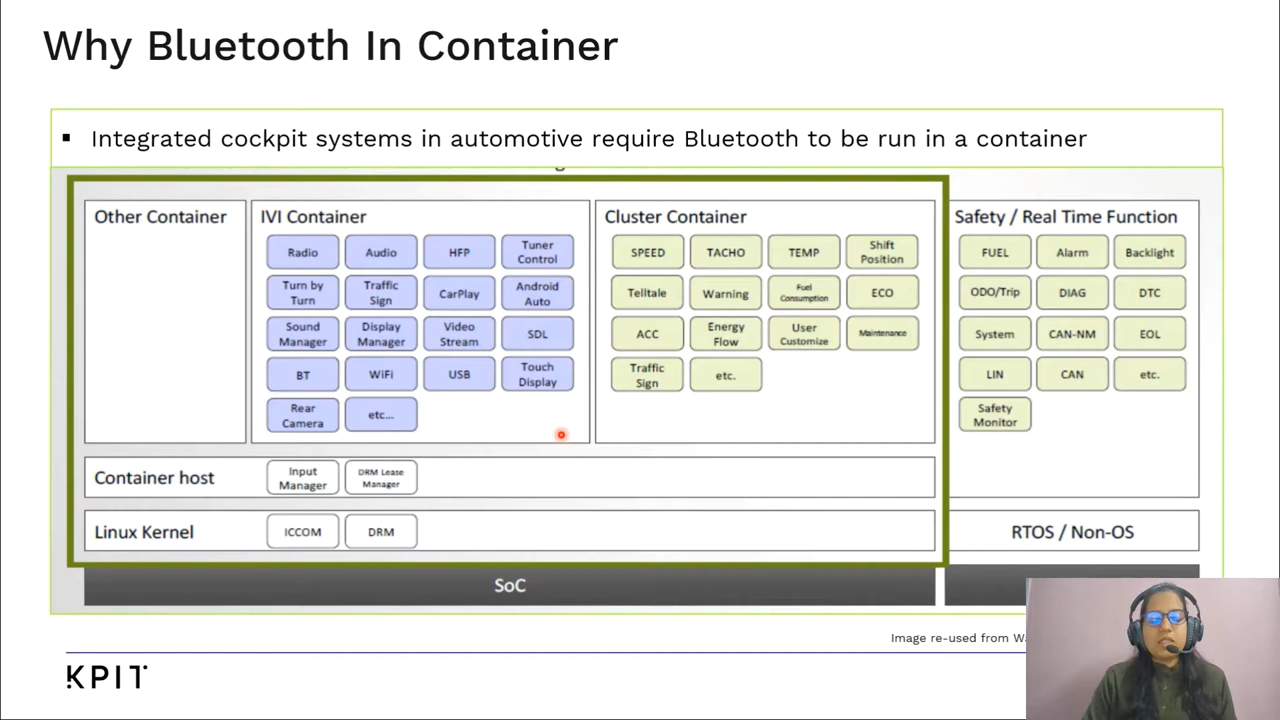 Why Bluetooth In Container
▪ Integrated cockpit systems in automotive require Bluetooth to be run in a container
Other Container
IVI Container
Radio
Audio
HFP
Tuner
Control
Turn by
Turn
Traffic
Sign
CarPlay
Android
Auto
Sound
Manager
Display
Manager
Video
Stream
SDL
BT
WiFi
USB
Touch
Display
Rear
Camera
etc...
Cluster Container
SPEED
TACHO
TEMP
Shift
Position
Telltale
Warning
Fuel
Consumption
ECO
ACC
Energy
Flow
User
Customize
Maintenance
Traffic
Sign
etc.
Safety / Real Time Function
FUEL
Alarm
Backlight
ODO/Trip
DIAG
DTC
System
CAN-NM
EOL
LIN
CAN
etc.
Safety
Monitor
Container host
Input
Manager
DRM Lease
Manager
Linux Kernel
ICCOM
DRM
RTOS / Non-OS
SoC
Image re-used from
KPIT